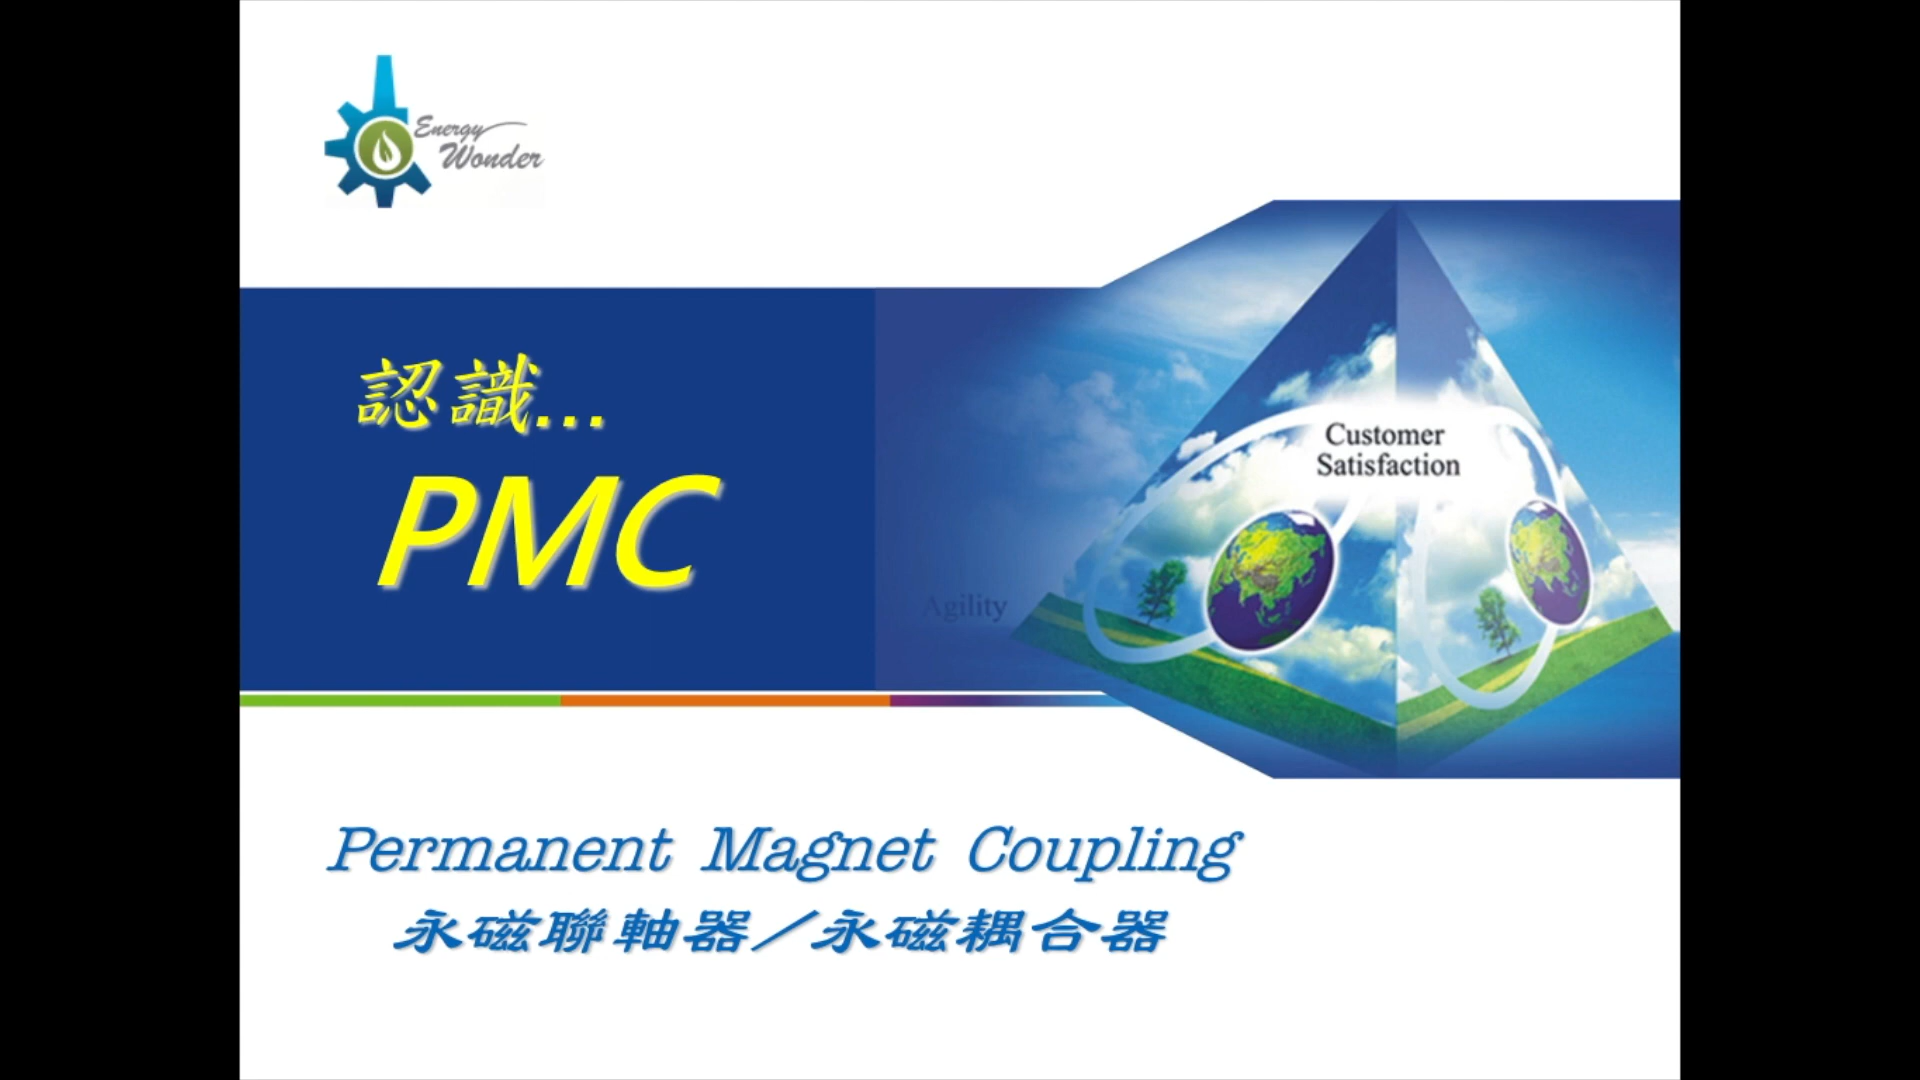 Energy
Wonder
認識...
PMC
Customer
Satisfaction
Agility
Permanent Magnet Coupling
永磁聯軸器／永磁耦合器